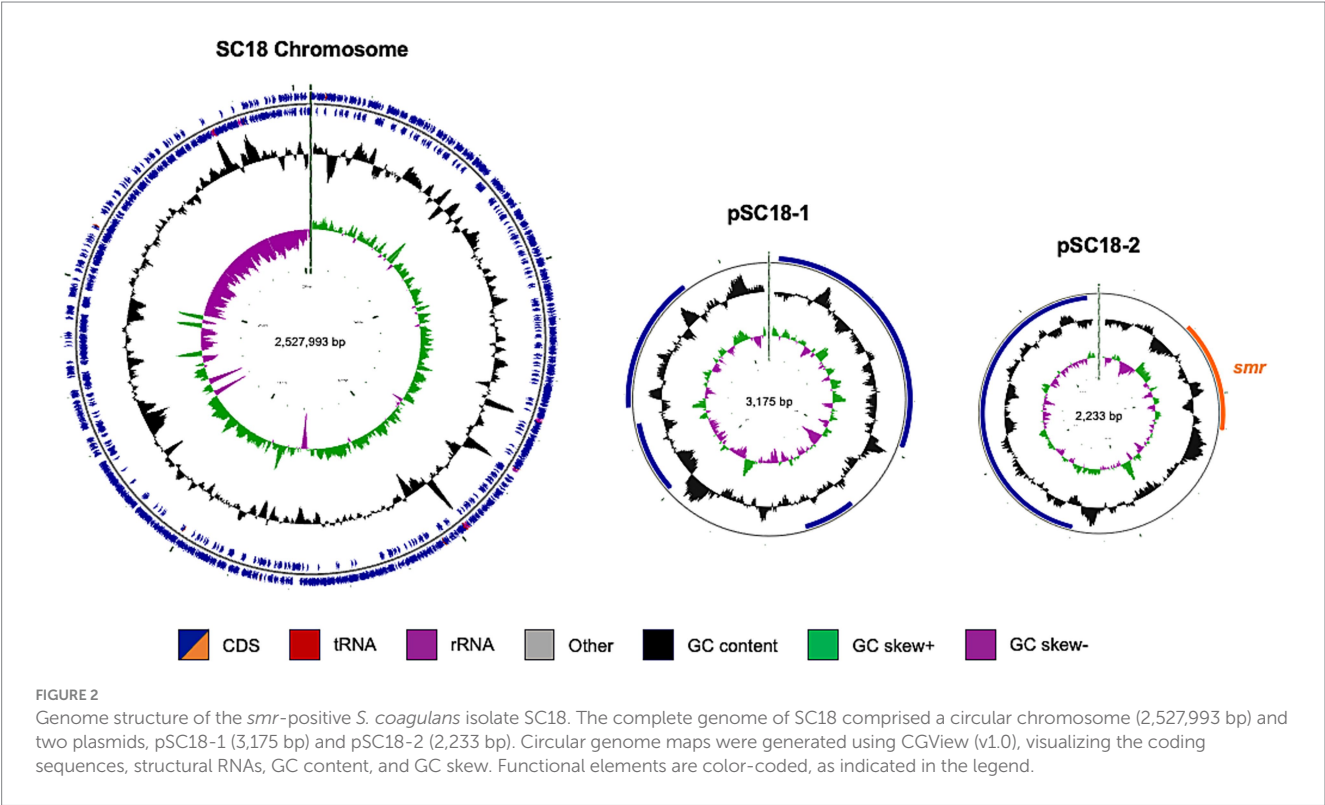 SC18 Chromosome
2,527,993 bp
pSC18-1
3,175 bp
pSC18-2
2,233 bp
smr
CDS
tRNA
rRNA
Other
GC content
GC skew+
GC skew-
FIGURE 2
Genome structure of the smr-positive S. coagulans isolate SC18. The complete genome of SC18 comprised a circular chromosome (2,527,993 bp) and
two plasmids, pSC18-1 (3,175 bp) and pSC18-2 (2,233 bp). Circular genome maps were generated using CGView (v1.0), visualizing the coding
sequences, structural RNAs, GC content, and GC skew. Functional elements are color-coded, as indicated in the legend.